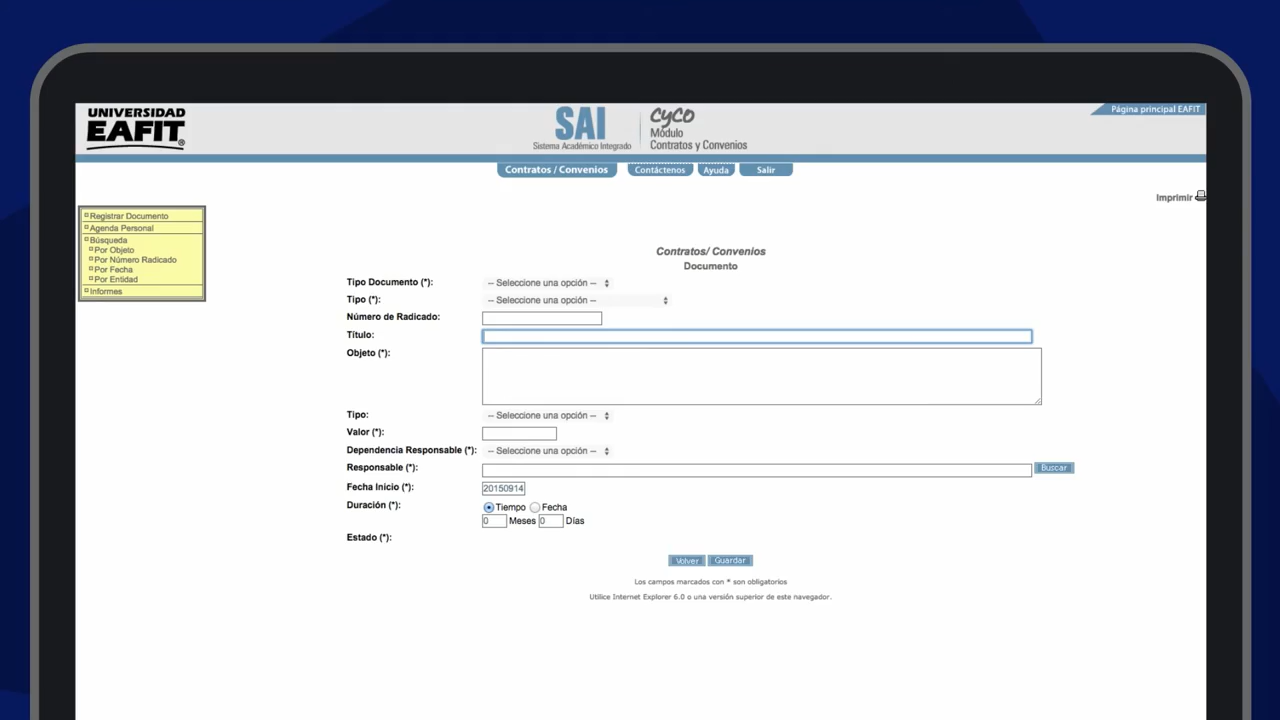 UNIVERSIDAD
EAFIT
SAI
Sistema Académico Integrado
CyCO
Módulo
Contratos y Convenios
Página principal EAFIT
Contratos / Convenios
Contáctenos
Ayuda
Salir
Imprimir
Registrar Documento
Agenda Personal
Búsqueda
Por Objeto
Por Número Radicado
Por Fecha
Por Entidad
Informes
Contratos/ Convenios
Documento
Tipo Documento (*): -- Seleccione una opción --
Tipo (*): -- Seleccione una opción --
Número de Radicado:
Título:
Objeto (*):
Tipo: -- Seleccione una opción --
Valor (*):
Dependencia Responsable (*): -- Seleccione una opción --
Responsable (*): Buscar
Fecha Inicio (*): 20150914
Duración (*): Tiempo Fecha
0 Meses 0 Días
Estado (*):
Volver Guardar
Los campos marcados con * son obligatorios
Utilice Internet Explorer 6.0 o una versión superior de este navegador.